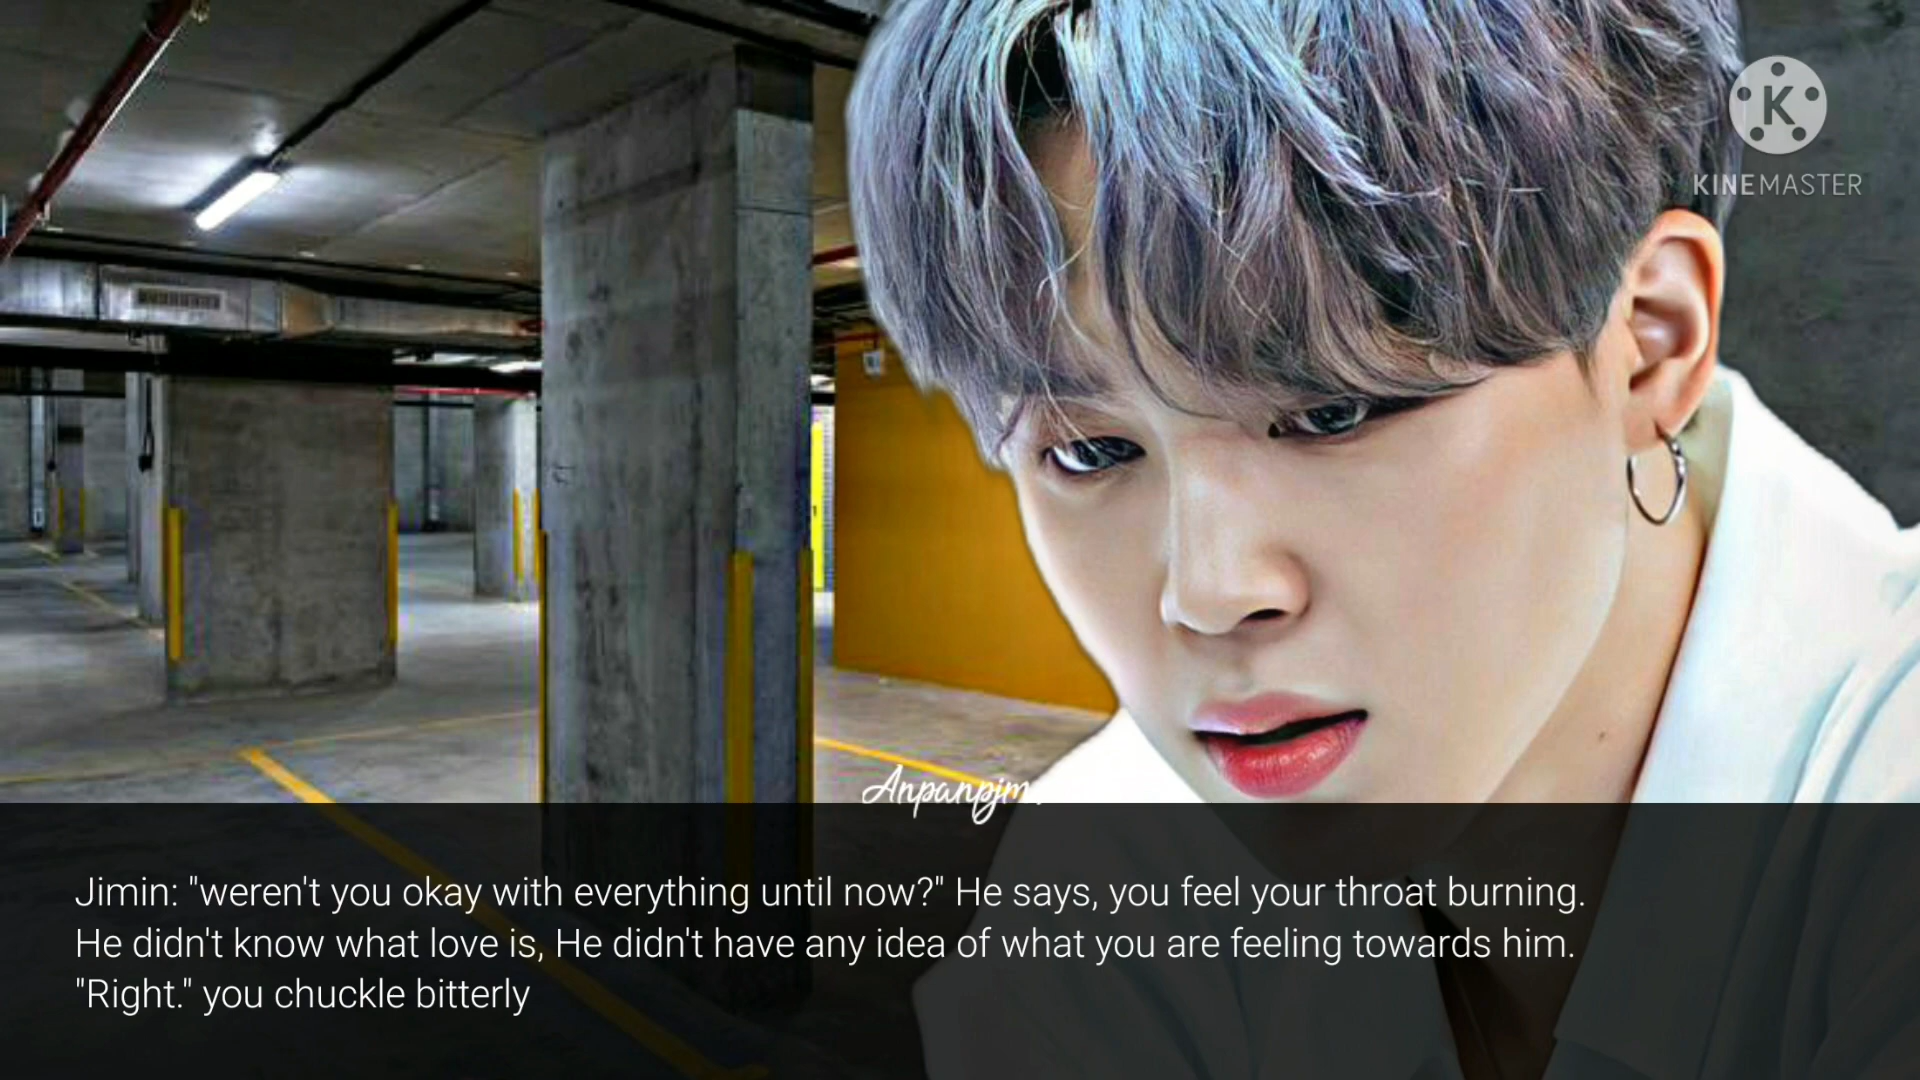 KINEMASTER
Anpanpjm.
Jimin: "weren't you okay with everything until now?" He says, you feel your throat burning.
He didn't know what love is, He didn't have any idea of what you are feeling towards him.
"Right." you chuckle bitterly